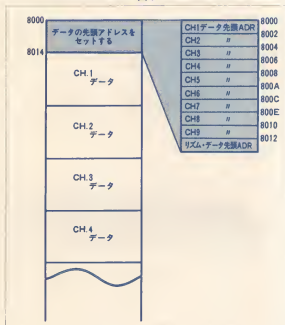 8000
データの先頭アドレスを
セットする
8014
CH.1
データ
CH.2
データ
CH.3
データ
CH.4
データ
8000
CH1データ先頭ADR
8002
CH2 〃
8004
CH3 〃
8006
CH4 〃
8008
CH5 〃
800A
CH6 〃
800C
CH7 〃
800E
CH8 〃
8010
CH9 〃
8012
リズム・データ先頭ADR